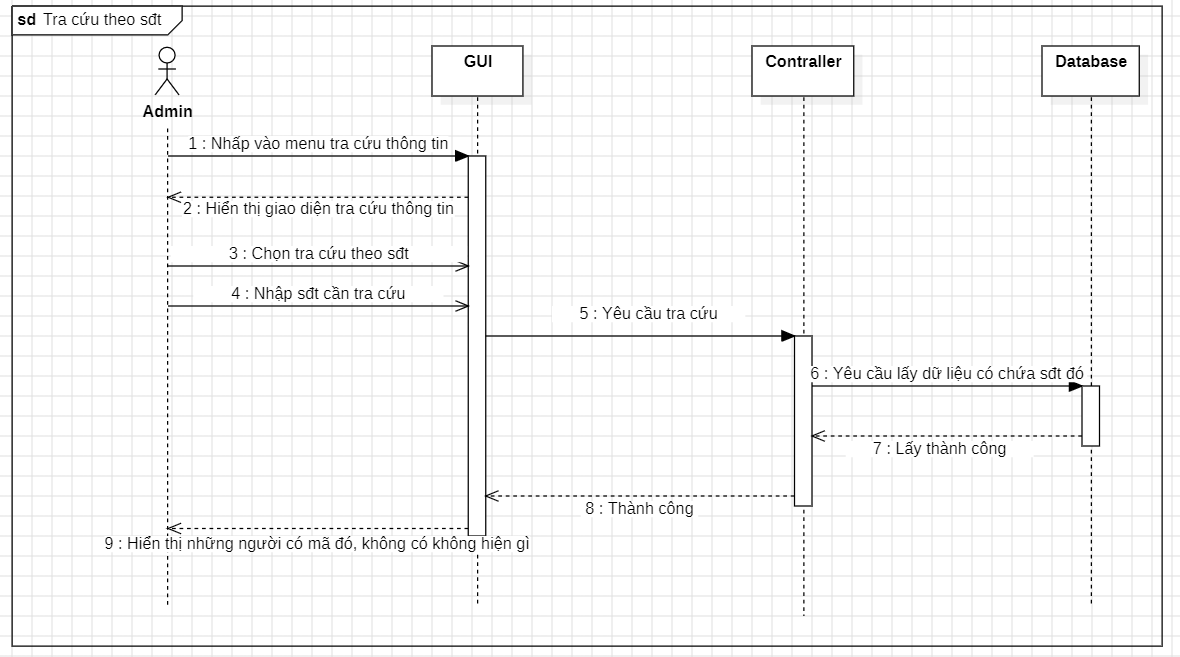 sd Tra cứu theo sđt
Admin
GUI
Contraller
Database
1 : Nhấp vào menu tra cứu thông tin
2 : Hiển thị giao diện tra cứu thông tin
3 : Chọn tra cứu theo sđt
4 : Nhập sđt cần tra cứu
5 : Yêu cầu tra cứu
6 : Yêu cầu lấy dữ liệu có chứa sđt đó
7 : Lấy thành công
8 : Thành công
9 : Hiển thị những người có mã đó, không có không hiện gì